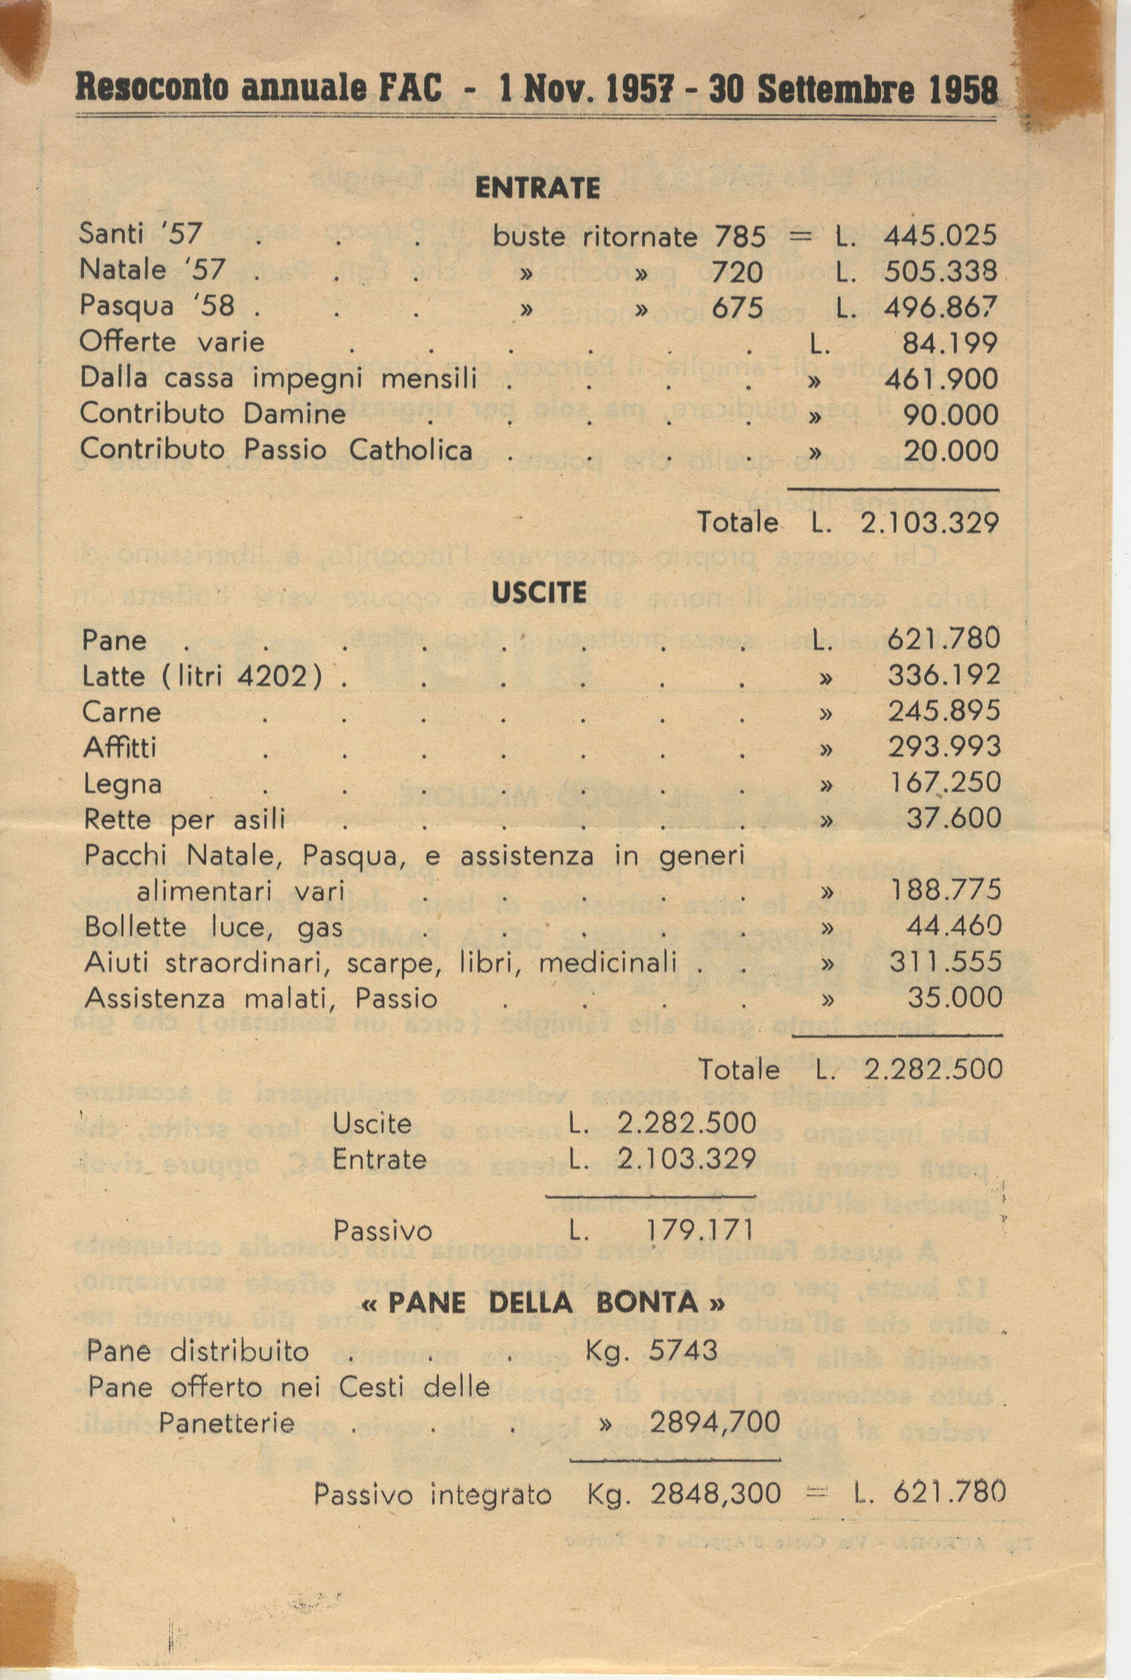 Resoconto annuale FAC - 1 Nov. 1957 - 30 Settembre 1958
ENTRATE
Santi '57 . . . buste ritornate 785 = L. 445.025
Natale '57 . . . » » 720 L. 505.338
Pasqua '58 . . . » » 675 L. 496.867
Offerte varie . . . . . . L. 84.199
Dalla cassa impegni mensili . . . . » 461.900
Contributo Damine . . . . . » 90.000
Contributo Passio Catholica . . . . » 20.000
Totale L. 2.103.329
USCITE
Pane . . . . . . . . L. 621.780
Latte (litri 4202) . . . . . . » 336.192
Carne . . . . . . . » 245.895
Affitti . . . . . . . » 293.993
Legna . . . . . . . » 167.250
Rette per asili . . . . . . » 37.600
Pacchi Natale, Pasqua, e assistenza in generi
alimentari vari . . . . . » 188.775
Bollette luce, gas . . . . . » 44.460
Aiuti straordinari, scarpe, libri, medicinali . . » 311.555
Assistenza malati, Passio . . . . » 35.000
Totale L. 2.282.500
Uscite L. 2.282.500
Entrate L. 2.103.329
Passivo L. 179.171
« PANE DELLA BONTA »
Pane distribuito . . . Kg. 5743
Pane offerto nei Cesti delle
Panetterie . . . » 2894,700
Passivo integrato Kg. 2848,300 = L. 621.780